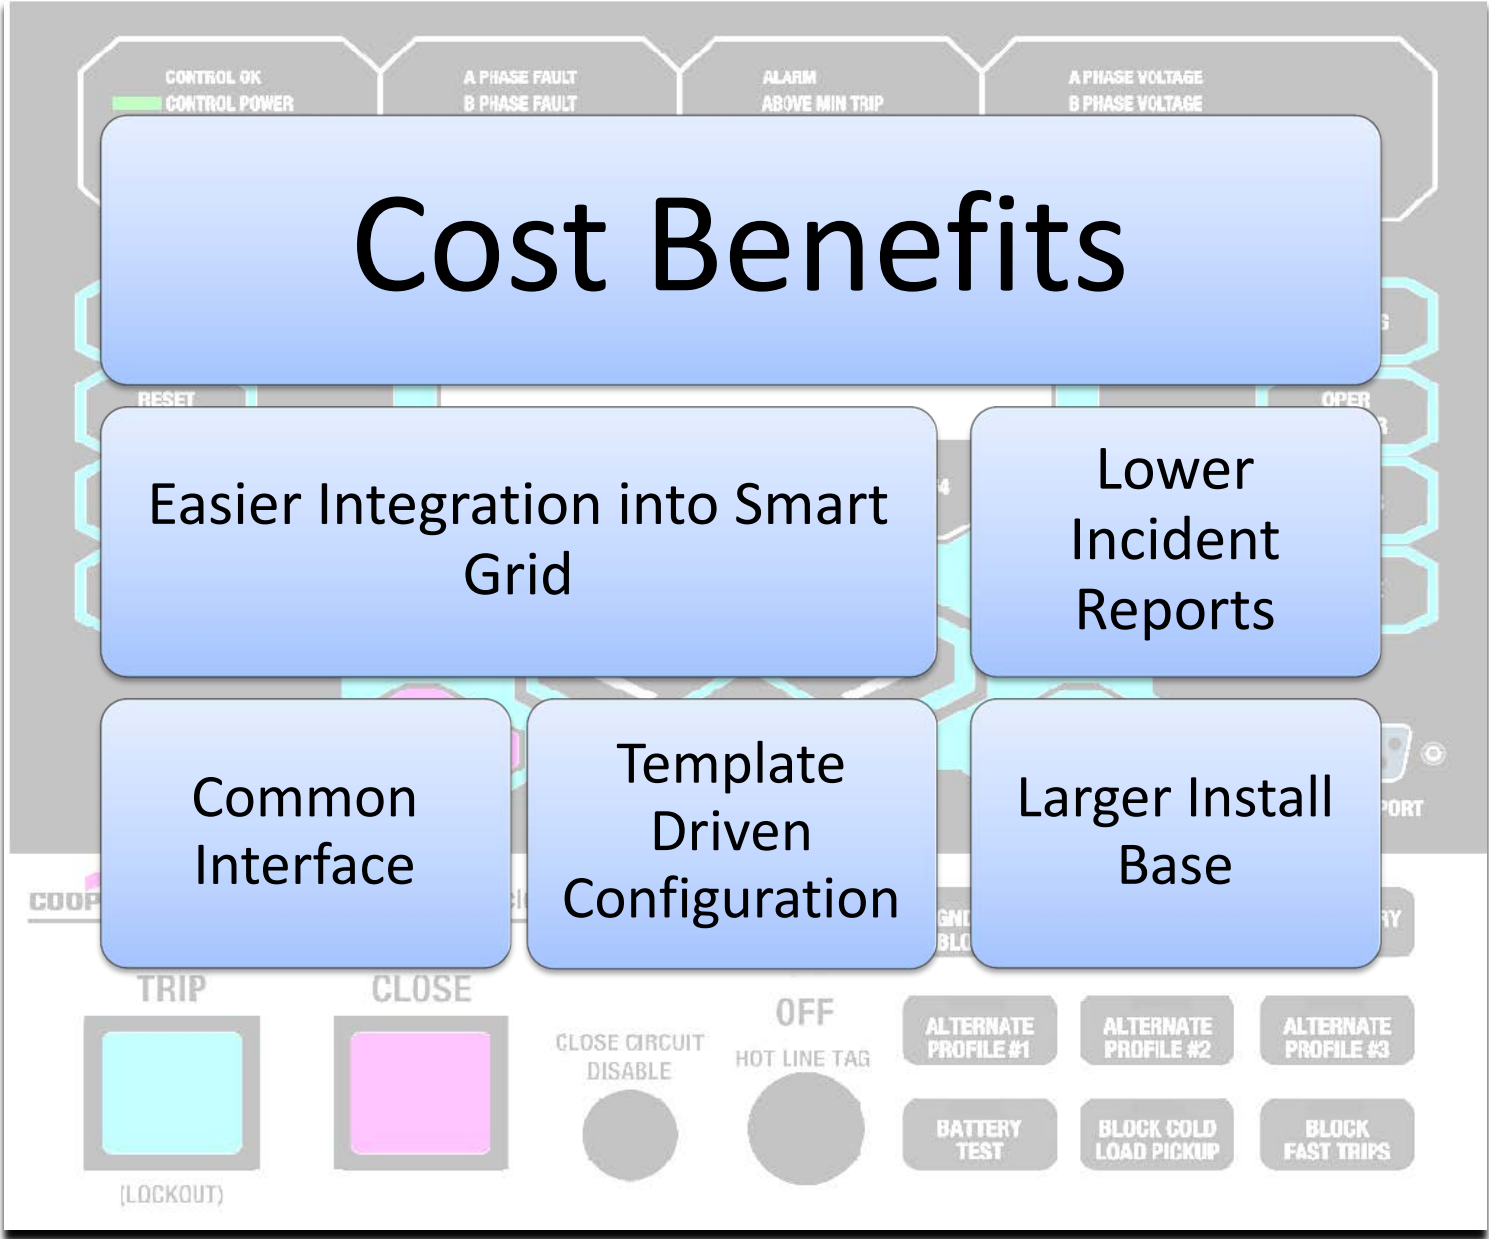 CONTROL OK
CONTROL POWER
A PHASE FAULT
B PHASE FAULT
ALARM
ABOVE MIN TRIP
A PHASE VOLTAGE
B PHASE VOLTAGE
Cost Benefits
RESET
OPER
Easier Integration into Smart
Grid
Lower
Incident
Reports
Common
Interface
Template
Driven
Configuration
Larger Install
Base
TRIP
CLOSE
(LOCKOUT)
CLOSE CIRCUIT
DISABLE
OFF
HOT LINE TAG
ALTERNATE
PROFILE #1
ALTERNATE
PROFILE #2
ALTERNATE
PROFILE #3
BATTERY
TEST
BLOCK COLD
LOAD PICKUP
BLOCK
FAST TRIPS